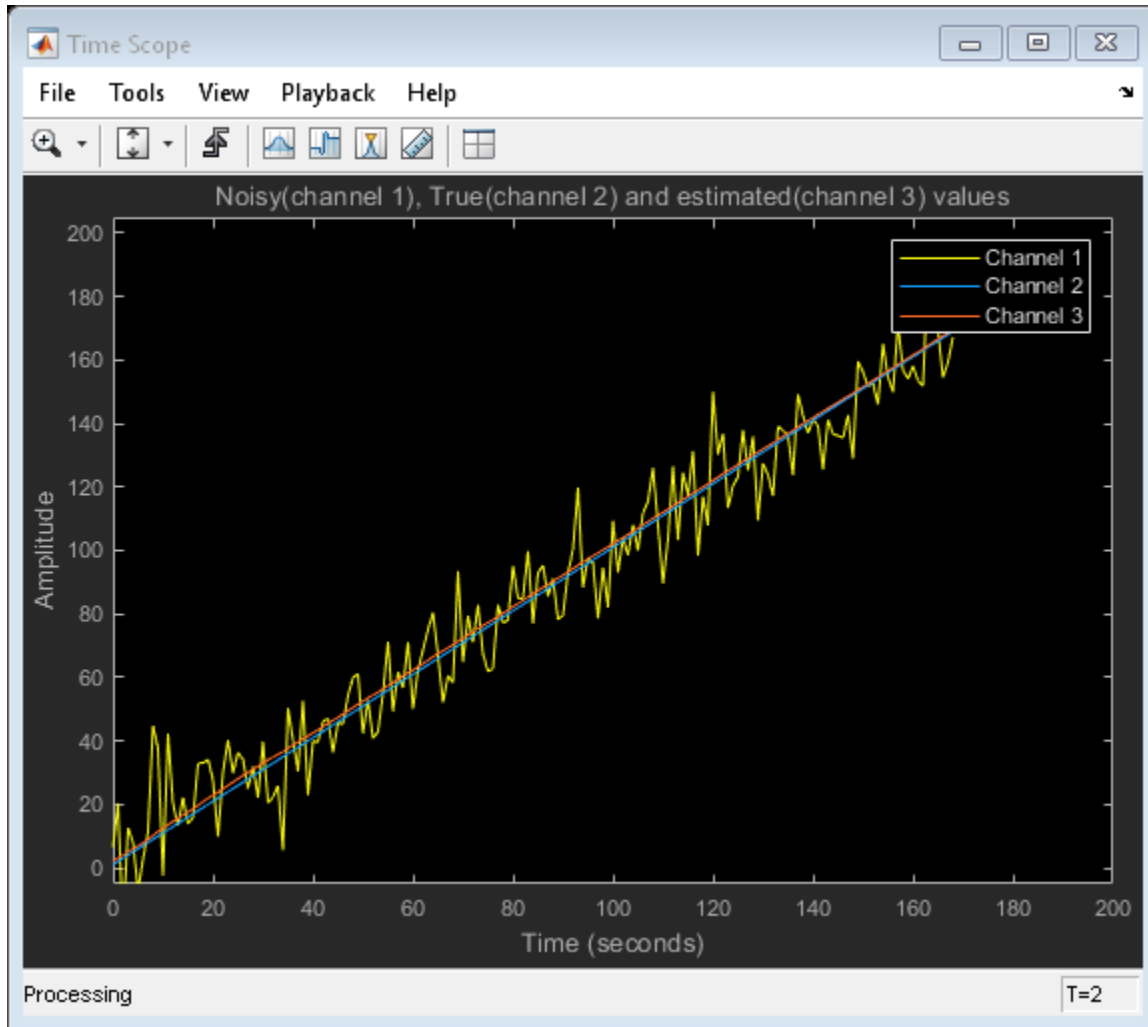 Time Scope
File Tools View Playback Help
Noisy(channel 1), True(channel 2) and estimated(channel 3) values
Channel 1
Channel 2
Channel 3
200
180
160
140
120
100
80
60
40
20
0
Amplitude
0 20 40 60 80 100 120 140 160 180 200
Time (seconds)
Processing T=2